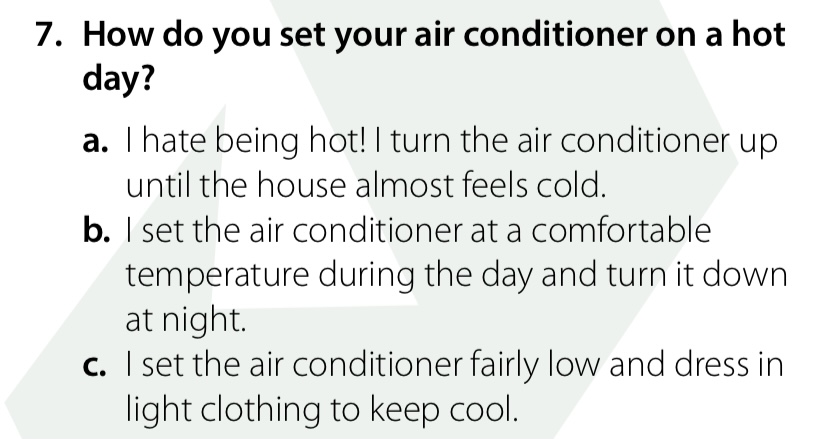 7. How do you set your air conditioner on a hot
day?
a. I hate being hot! I turn the air conditioner up
until the house almost feels cold.
b. I set the air conditioner at a comfortable
temperature during the day and turn it down
at night.
c. I set the air conditioner fairly low and dress in
light clothing to keep cool.